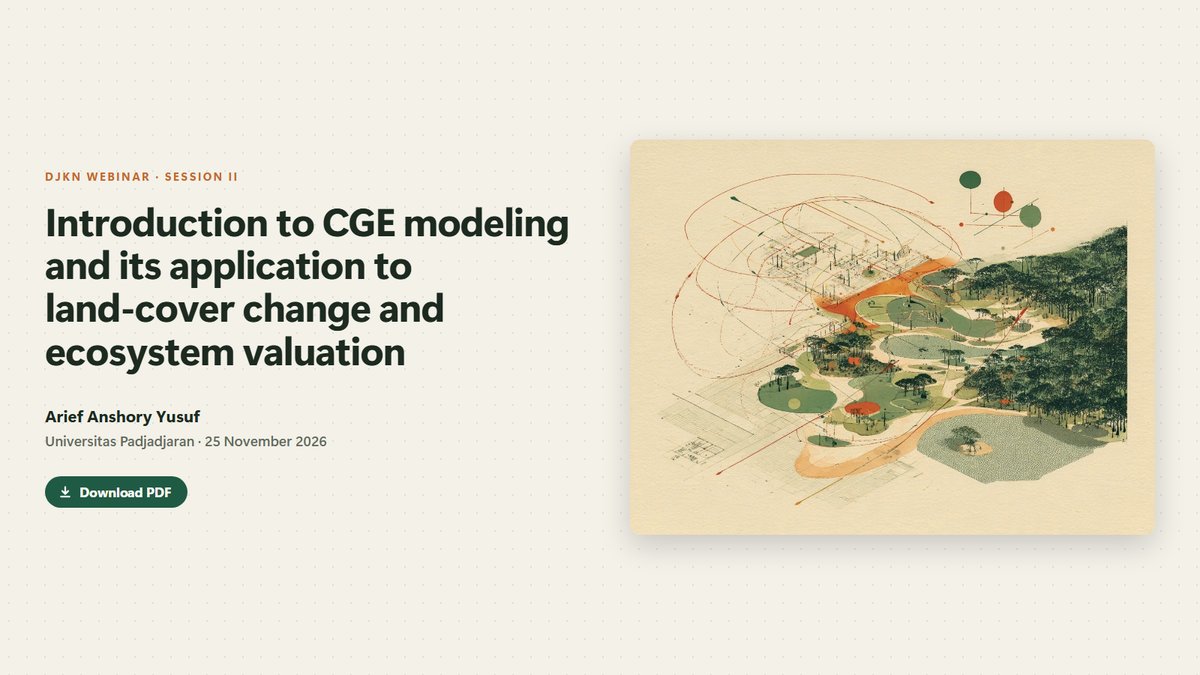 DJKN WEBINAR · SESSION II
Introduction to CGE modeling
and its application to
land-cover change and
ecosystem valuation
Arief Anshory Yusuf
Universitas Padjadjaran · 25 November 2026
Download PDF